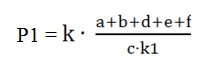 P1 = k · a+b+d+e+f
c·k1